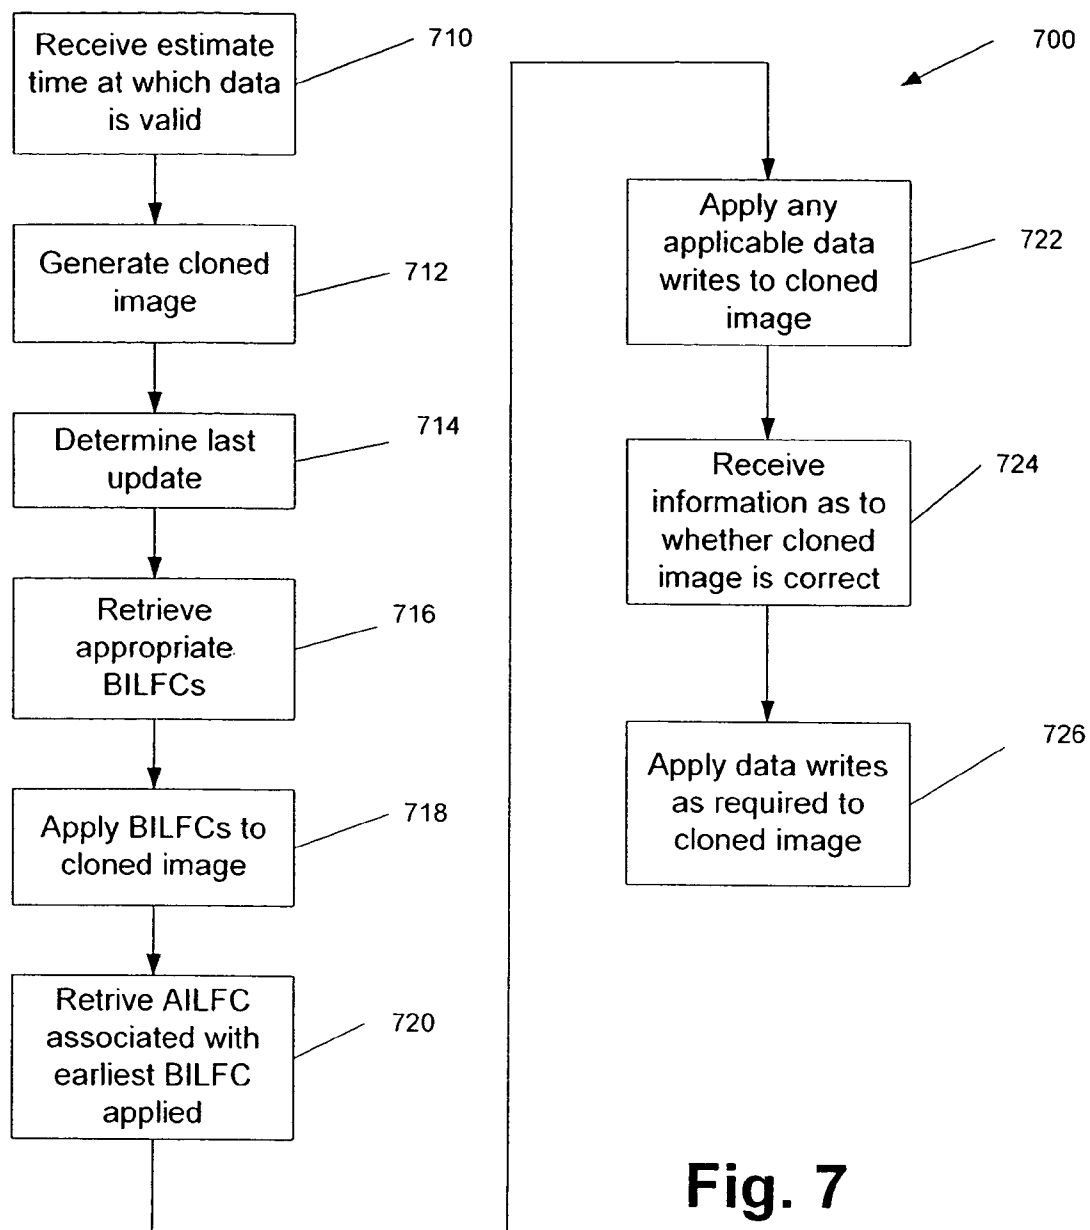 Receive estimate
time at which data
is valid
710
Generate cloned
image
712
Determine last
update
714
Retrieve
appropriate
BILFCs
716
Apply BILFCs to
cloned image
718
Retrive AILFC
associated with
earliest BILFC
applied
720
700
Apply any
applicable data
writes to cloned
image
722
Receive
information as to
whether cloned
image is correct
724
Apply data writes
as required to
cloned image
726
Fig. 7